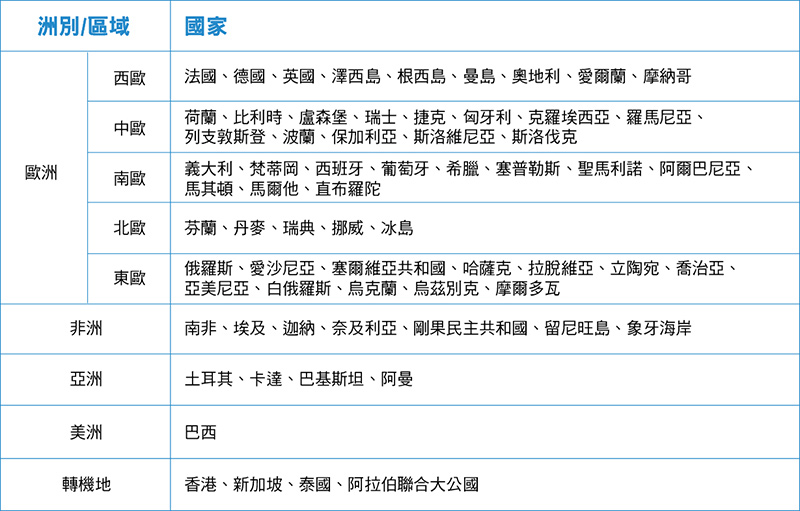 洲別/區域
國家
歐洲
西歐
法國、德國、英國、澤西島、根西島、曼島、奧地利、愛爾蘭、摩納哥
中歐
荷蘭、比利時、盧森堡、瑞士、捷克、匈牙利、克羅埃西亞、羅馬尼亞、
列支敦斯登、波蘭、保加利亞、斯洛維尼亞、斯洛伐克
南歐
義大利、梵蒂岡、西班牙、葡萄牙、希臘、塞普勒斯、聖馬利諾、阿爾巴尼亞、
馬其頓、馬爾他、直布羅陀
北歐
芬蘭、丹麥、瑞典、挪威、冰島
東歐
俄羅斯、愛沙尼亞、塞爾維亞共和國、哈薩克、拉脫維亞、立陶宛、喬治亞、
亞美尼亞、白俄羅斯、烏克蘭、烏茲別克、摩爾多瓦
非洲
南非、埃及、迦納、奈及利亞、剛果民主共和國、留尼旺島、象牙海岸
亞洲
土耳其、卡達、巴基斯坦、阿曼
美洲
巴西
轉機地
香港、新加坡、泰國、阿拉伯聯合大公國